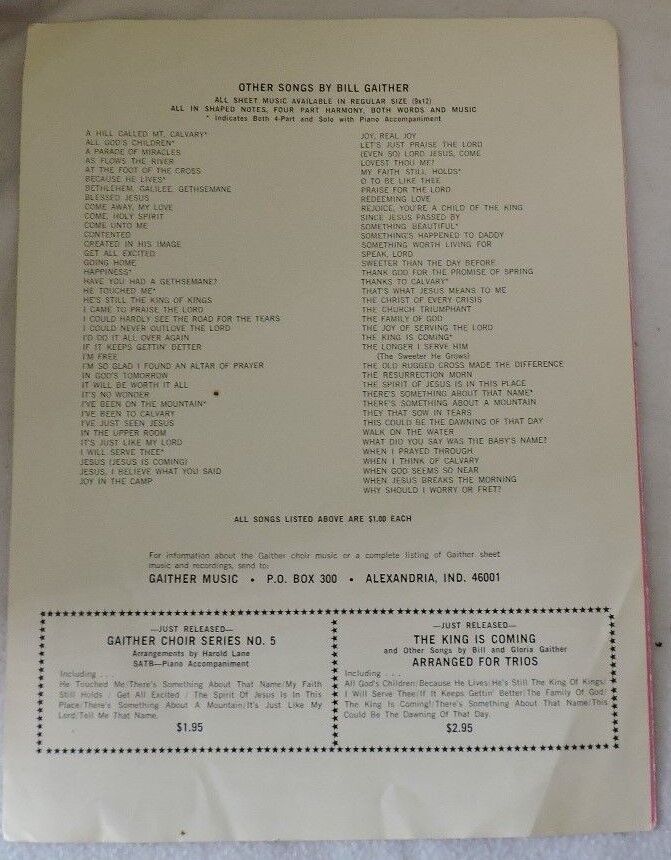 OTHER SONGS BY BILL GAITHER
ALL SHEET MUSIC AVAILABLE IN REGULAR SIZE (9x12)
ALL IN SHAPED NOTES, FOUR PART HARMONY, BOTH WORDS AND MUSIC
* Indicates Both 4-Part and Solo with Piano Accompaniment
A HILL CALLED MT. CALVARY*
ALL GOD'S CHILDREN*
A PARADE OF MIRACLES
AS FLOWS THE RIVER
AT THE FOOT OF THE CROSS
BECAUSE HE LIVES*
BETHLEHEM, GALILEE, GETHSEMANE
BLESSED JESUS
COME AWAY, MY LOVE
COME, HOLY SPIRIT
COME UNTO ME
CONTENTED
CREATED IN HIS IMAGE
GET ALL EXCITED
GOING HOME
HAPPINESS*
HAVE YOU HAD A GETHSEMANE?
HE TOUCHED ME*
HE'S STILL THE KING OF KINGS
I CAME TO PRAISE THE LORD
I COULD HARDLY SEE THE ROAD FOR THE TEARS
I COULD NEVER OUTLOVE THE LORD
I'D DO IT ALL OVER AGAIN
IF IT KEEPS GETTIN' BETTER
I'M FREE
I'M SO GLAD I FOUND AN ALTAR OF PRAYER
IN GOD'S TOMORROW
IT WILL BE WORTH IT ALL
IT'S NO WONDER
I'VE BEEN ON THE MOUNTAIN*
I'VE BEEN TO CALVARY
I'VE JUST SEEN JESUS
IN THE UPPER ROOM
IT'S JUST LIKE MY LORD
I WILL SERVE THEE*
JESUS (JESUS IS COMING)
JESUS, I BELIEVE WHAT YOU SAID
JOY IN THE CAMP
JOY, REAL JOY
LET'S JUST PRAISE THE LORD
(EVEN SO) LORD JESUS, COME
LOVEST THOU ME?
MY FAITH STILL HOLDS*
O TO BE LIKE THEE
PRAISE FOR THE LORD
REDEEMING LOVE
REJOICE, YOU'RE A CHILD OF THE KING
SINCE JESUS PASSED BY
SOMETHING BEAUTIFUL*
SOMETHING'S HAPPENED TO DADDY
SOMETHING WORTH LIVING FOR
SPEAK, LORD
SWEETER THAN THE DAY BEFORE
THANK GOD FOR THE PROMISE OF SPRING
THANKS TO CALVARY*
THAT'S WHAT JESUS MEANS TO ME
THE CHRIST OF EVERY CRISIS
THE CHURCH TRIUMPHANT
THE FAMILY OF GOD
THE JOY OF SERVING THE LORD
THE KING IS COMING*
THE LONGER I SERVE HIM
(The Sweeter He Grows)
THE OLD RUGGED CROSS MADE THE DIFFERENCE
THE RESURRECTION MORN
THE SPIRIT OF JESUS IS IN THIS PLACE
THERE'S SOMETHING ABOUT THAT NAME*
THERE'S SOMETHING ABOUT A MOUNTAIN
THEY THAT SOW IN TEARS
THIS COULD BE THE DAWNING OF THAT DAY
WALK ON THE WATER
WHAT DID YOU SAY WAS THE BABY'S NAME?
WHEN I PRAYED THROUGH
WHEN I THINK OF CALVARY
WHEN GOD SEEMS SO NEAR
WHEN JESUS BREAKS THE MORNING
WHY SHOULD I WORRY OR FRET?
ALL SONGS LISTED ABOVE ARE $1.00 EACH
For information about the Gaither choir music or a complete listing of Gaither sheet
music and recordings, send to:
GAITHER MUSIC • P.O. BOX 300 • ALEXANDRIA, IND. 46001
—JUST RELEASED—
GAITHER CHOIR SERIES NO. 5
Arrangements by Harold Lane
SATB—Piano Accompaniment
Including . . .
He Touched Me/There's Something About That Name/My Faith
Still Holds / Get All Excited / The Spirit Of Jesus Is In This
Place/There's Something About A Mountain/It's Just Like My
Lord/Tell Me That Name.
$1.95
—JUST RELEASED—
THE KING IS COMING
and Other Songs by Bill and Gloria Gaither
ARRANGED FOR TRIOS
Including . . .
All God's Children/Because He Lives/He's Still The King Of Kings/
I Will Serve Thee/If It Keeps Gettin' Better/The Family Of God/
The King Is Coming/There's Something About That Name/This
Could Be The Dawning Of That Day.
$2.95